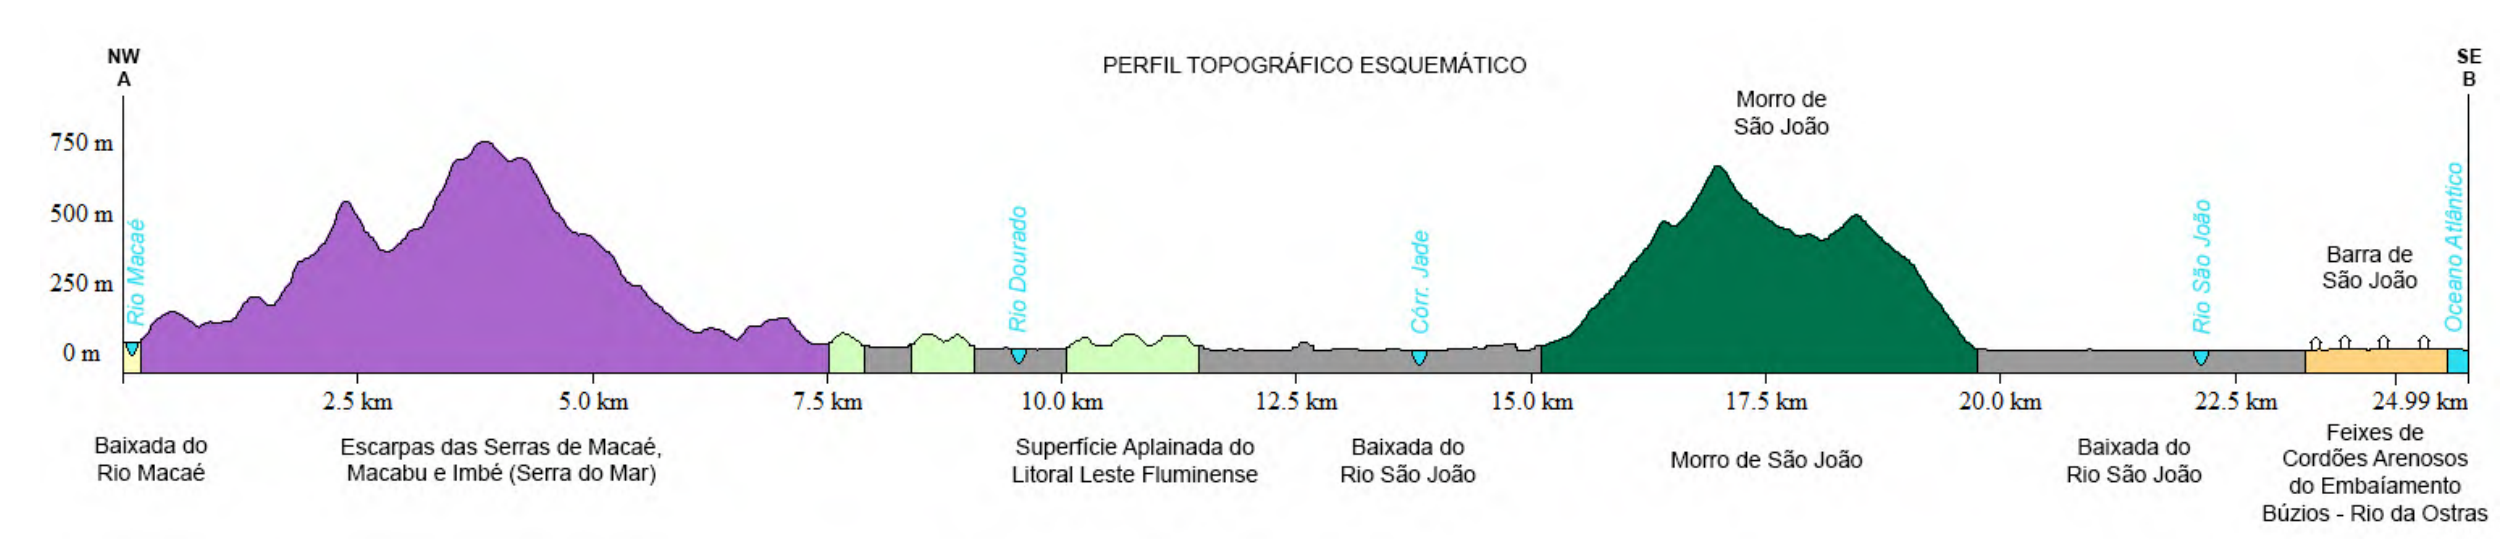 PERFIL TOPOGRÁFICO ESQUEMÁTICO
NW
A
SE
B
Morro de
São João
750 m
500 m
250 m
0 m
Rio Macaé
Rio Dourado
Córr. Jade
Rio São João
Oceano Atlântico
Barra de
São João
2.5 km
5.0 km
7.5 km
10.0 km
12.5 km
15.0 km
17.5 km
20.0 km
22.5 km
24.99 km
Baixada do
Rio Macaé
Escarpas das Serras de Macaé,
Macabu e Imbé (Serra do Mar)
Superfície Aplainada do
Litoral Leste Fluminense
Baixada do
Rio São João
Morro de São João
Baixada do
Rio São João
Feixes de
Cordões Arenosos
do Embaíamento
Búzios - Rio da Ostras